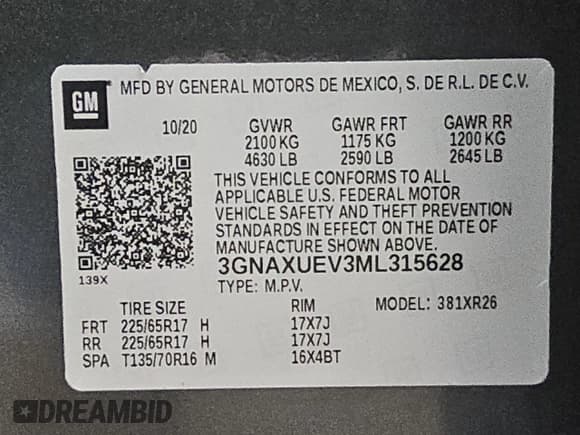 GM
MFD BY GENERAL MOTORS DE MEXICO, S. DE R.L. DE C.V.
10/20 GVWR GAWR FRT GAWR RR
2100 KG 1175 KG 1200 KG
4630 LB 2590 LB 2645 LB
THIS VEHICLE CONFORMS TO ALL
APPLICABLE U.S. FEDERAL MOTOR
VEHICLE SAFETY AND THEFT PREVENTION
STANDARDS IN EFFECT ON THE DATE OF
MANUFACTURE SHOWN ABOVE.
139X
3GNAXUEV3ML315628
TYPE: M.P.V.
TIRE SIZE RIM MODEL: 381XR26
FRT 225/65R17 H 17X7J
RR 225/65R17 H 17X7J
SPA T135/70R16 M 16X4BT
DREAMBID